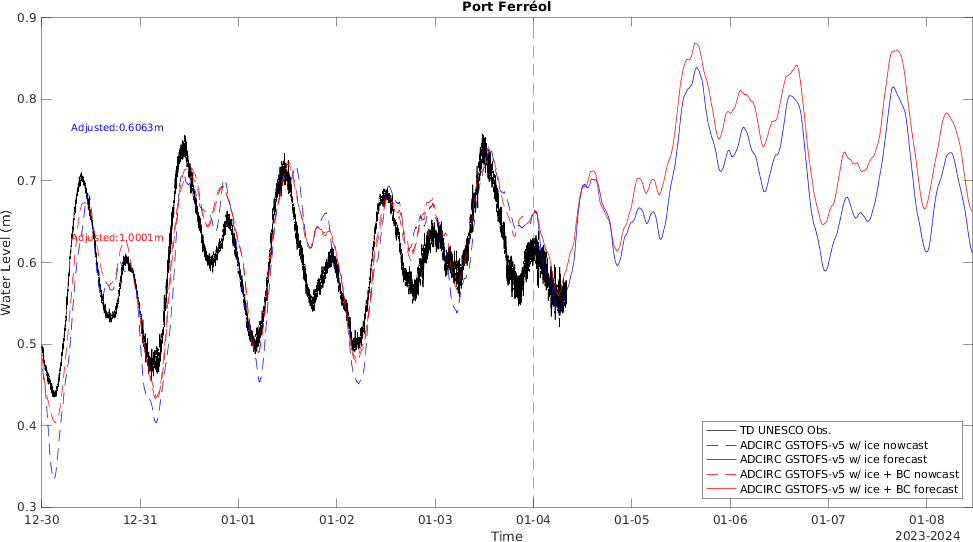 Port Ferréol
0.9
0.8
0.7
0.6
0.5
0.4
0.3
Water Level (m)
Adjusted:0.6063m
Adjusted:1.0001m
TD UNESCO Obs.
ADCIRC GSTOFS-v5 w/ ice nowcast
ADCIRC GSTOFS-v5 w/ ice forecast
ADCIRC GSTOFS-v5 w/ ice + BC nowcast
ADCIRC GSTOFS-v5 w/ ice + BC forecast
12-30 12-31 01-01 01-02 01-03 01-04 01-05 01-06 01-07 01-08
Time
2023-2024